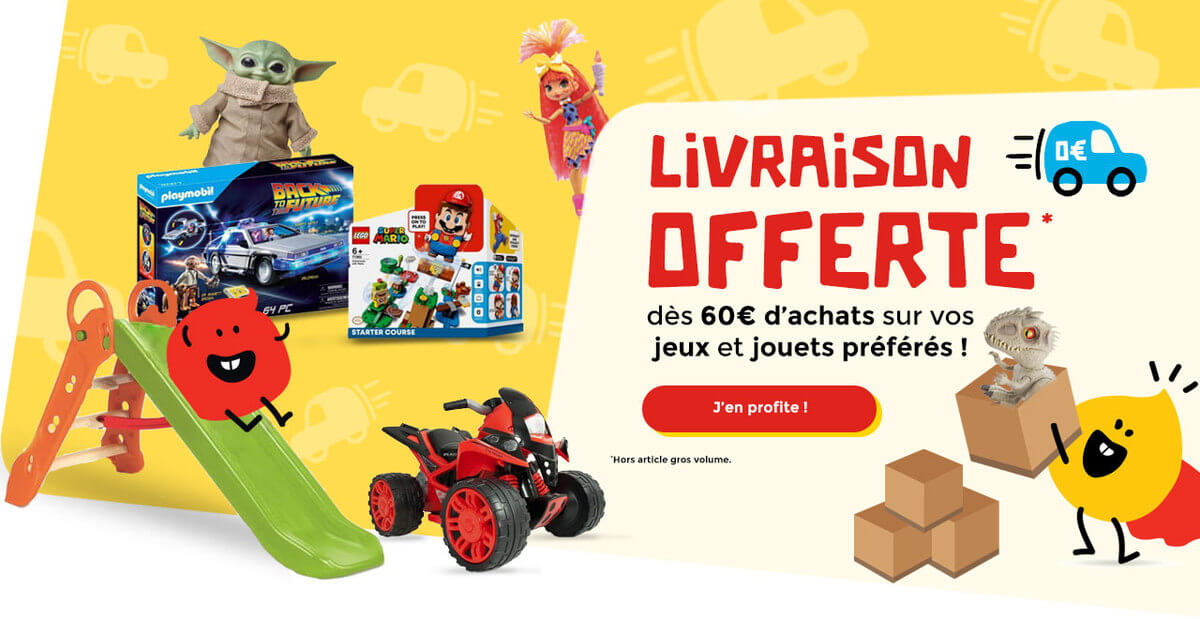 LiVRAiSON
0€
OFFERTE*
dès 60€ d'achats sur vos
jeux et jouets préférés !
J'en profite !
*Hors article gros volume.
playmobil
BACK
TO THE
FUTURE
64 PC
PRESS
ON TO
PLAY!
LEGO
SUPER
MARIO
6+
STARTER COURSE